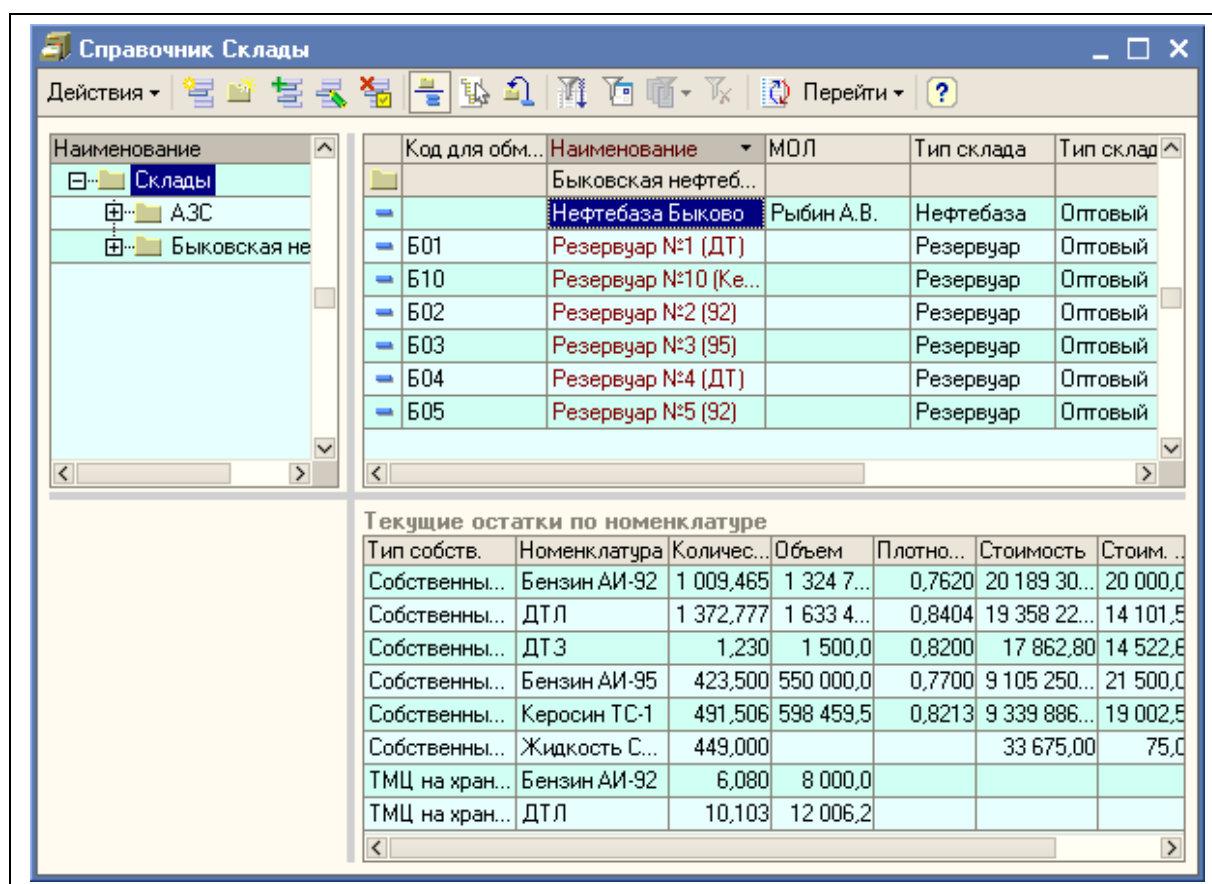 Справочник Склады
Действия Перейти ?
Наименование
Склады
АЗС
Быковская не
Код для обм... Наименование МОЛ Тип склада Тип склад
Быковская нефтеб...
Нефтебаза Быково Рыбин А.В. Нефтебаза Оптовый
Б01 Резервуар №1 (ДТ) Резервуар Оптовый
Б10 Резервуар №10 (Ке... Резервуар Оптовый
Б02 Резервуар №2 (92) Резервуар Оптовый
Б03 Резервуар №3 (95) Резервуар Оптовый
Б04 Резервуар №4 (ДТ) Резервуар Оптовый
Б05 Резервуар №5 (92) Резервуар Оптовый
Текущие остатки по номенклатуре
Тип собств. Номенклатура Количес... Объем Плотно... Стоимость Стоим. ..
Собственны... Бензин АИ-92 1 009,465 1 324 7... 0,7620 20 189 30... 20 000,0
Собственны... ДТЛ 1 372,777 1 633 4... 0,8404 19 358 22... 14 101,5
Собственны... ДТЗ 1,230 1 500,0 0,8200 17 862,80 14 522,6
Собственны... Бензин АИ-95 423,500 550 000,0 0,7700 9 105 250... 21 500,0
Собственны... Керосин ТС-1 491,506 598 459,5 0,8213 9 339 886... 19 002,5
Собственны... Жидкость С... 449,000 33 675,00 75,0
ТМЦ на хран... Бензин АИ-92 6,080 8 000,0
ТМЦ на хран... ДТЛ 10,103 12 006,2